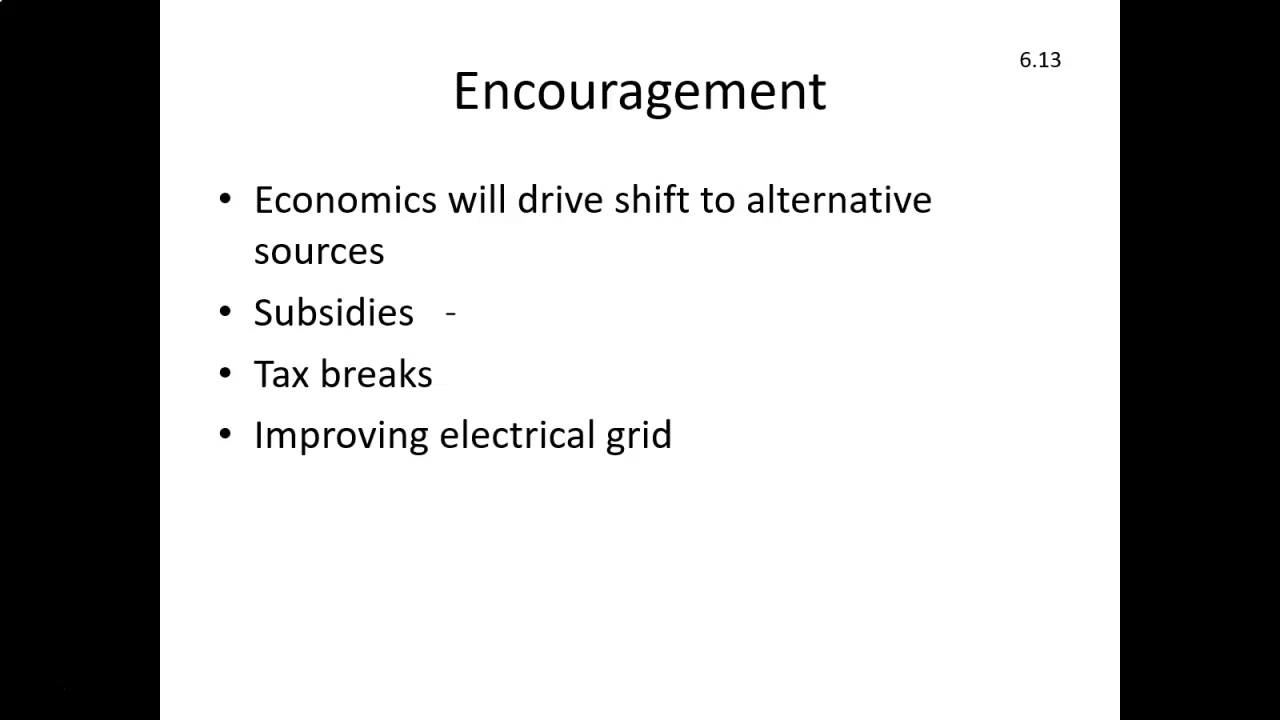 6.13
Encouragement
• Economics will drive shift to alternative
sources
• Subsidies -
• Tax breaks
• Improving electrical grid